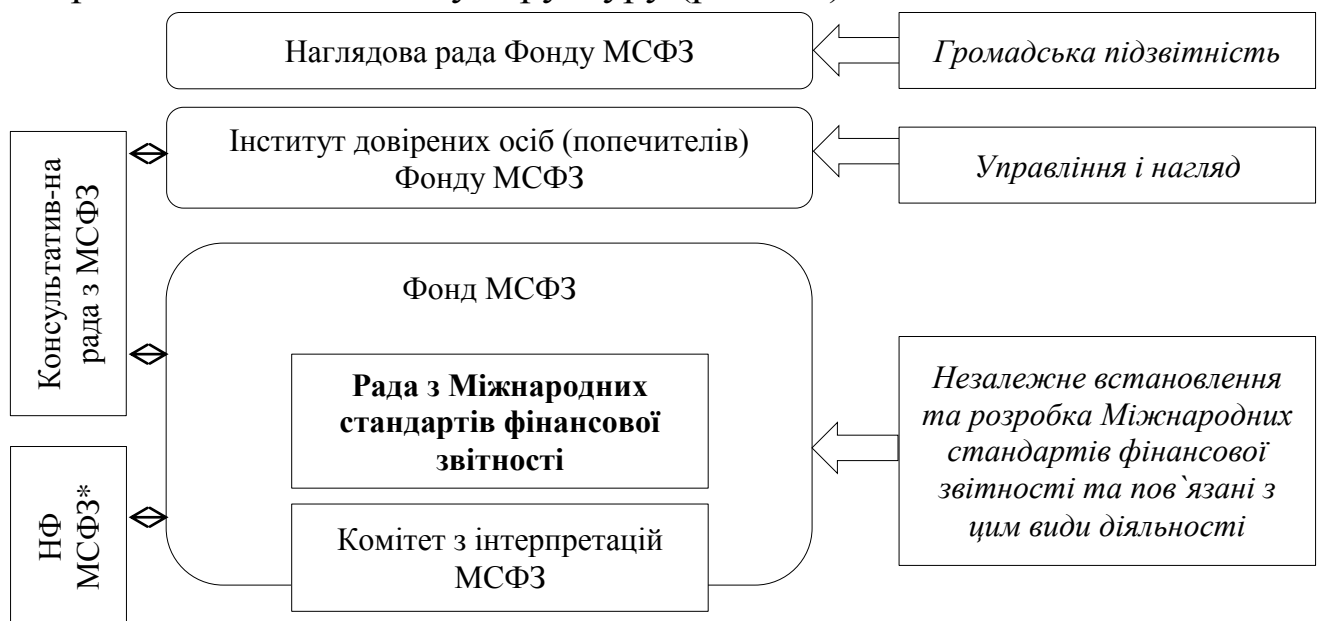 Наглядова рада Фонду МСФЗ
Громадська підзвітність
Інститут довірених осіб (попечителів)
Фонду МСФЗ
Управління і нагляд
Консультатив-на
рада з МСФЗ
Фонд МСФЗ
Рада з Міжнародних
стандартів фінансової
звітності
Незалежне встановлення
та розробка Міжнародних
стандартів фінансової
звітності та пов`язані з
цим види діяльності
НФ
МСФЗ*
Комітет з інтерпретацій
МСФЗ